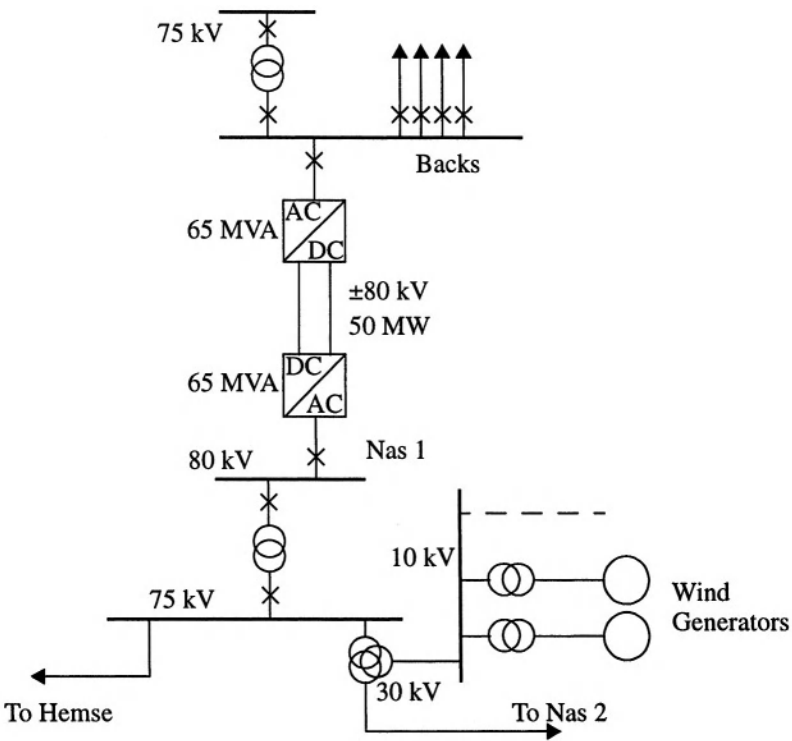 75 kV
Backs
AC
65 MVA
DC
±80 kV
50 MW
DC
65 MVA
AC
Nas 1
80 kV
10 kV
Wind
Generators
75 kV
30 kV
To Hemse
To Nas 2